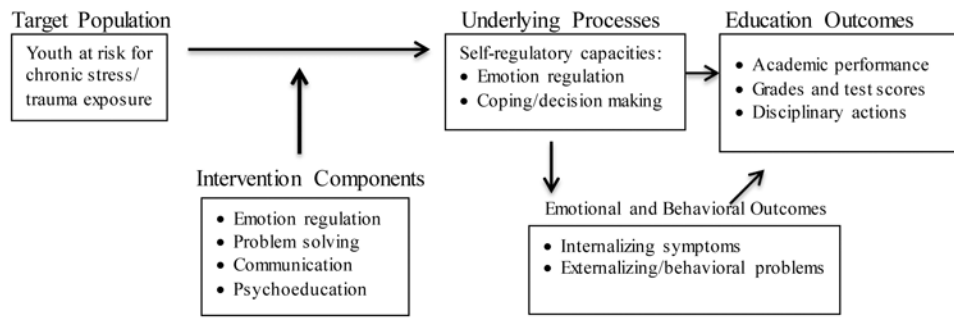 Target Population
Youth at risk for
chronic stress/
trauma exposure
Underlying Processes
Self-regulatory capacities:
• Emotion regulation
• Coping/decision making
Education Outcomes
• Academic performance
• Grades and test scores
• Disciplinary actions
Intervention Components
• Emotion regulation
• Problem solving
• Communication
• Psychoeducation
Emotional and Behavioral Outcomes
• Internalizing symptoms
• Externalizing/behavioral problems